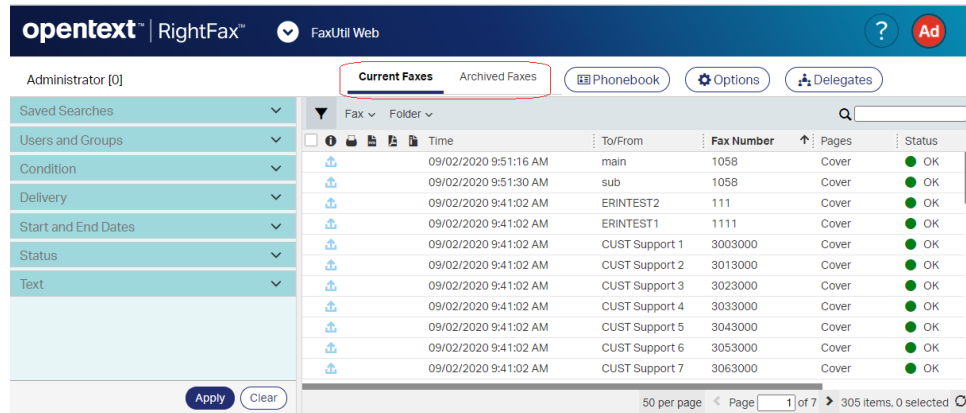 opentext™ | RightFax™ FaxUtil Web ? Ad
Administrator [0] Current Faxes Archived Faxes Phonebook Options Delegates
Saved Searches
Users and Groups
Condition
Delivery
Start and End Dates
Status
Text
Apply Clear
Fax Folder
Time To/From Fax Number Pages Status
09/02/2020 9:51:16 AM main 1058 Cover OK
09/02/2020 9:51:30 AM sub 1058 Cover OK
09/02/2020 9:41:02 AM ERINTEST2 111 Cover OK
09/02/2020 9:41:02 AM ERINTEST1 1111 Cover OK
09/02/2020 9:41:02 AM CUST Support 1 3003000 Cover OK
09/02/2020 9:41:02 AM CUST Support 2 3013000 Cover OK
09/02/2020 9:41:02 AM CUST Support 3 3023000 Cover OK
09/02/2020 9:41:02 AM CUST Support 4 3033000 Cover OK
09/02/2020 9:41:02 AM CUST Support 5 3043000 Cover OK
09/02/2020 9:41:02 AM CUST Support 6 3053000 Cover OK
09/02/2020 9:41:02 AM CUST Support 7 3063000 Cover OK
50 per page Page 1 of 7 305 items, 0 selected